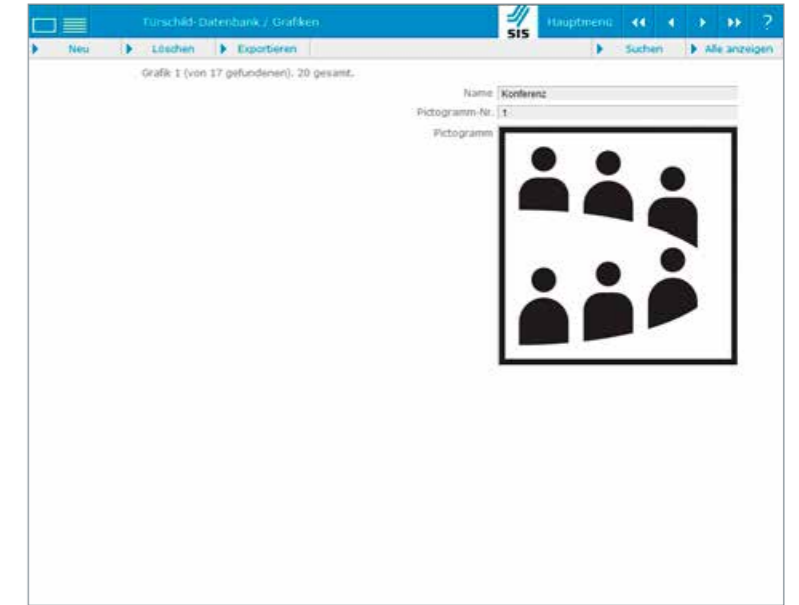 Türschild-Datenbank / Grafiken
SIS
Hauptmenü
?
Neu
Löschen
Exportieren
Suchen
Alle anzeigen
Grafik 1 (von 17 gefundenen). 20 gesamt.
Name Konferenz
Pictogramm-Nr. 1
Pictogramm